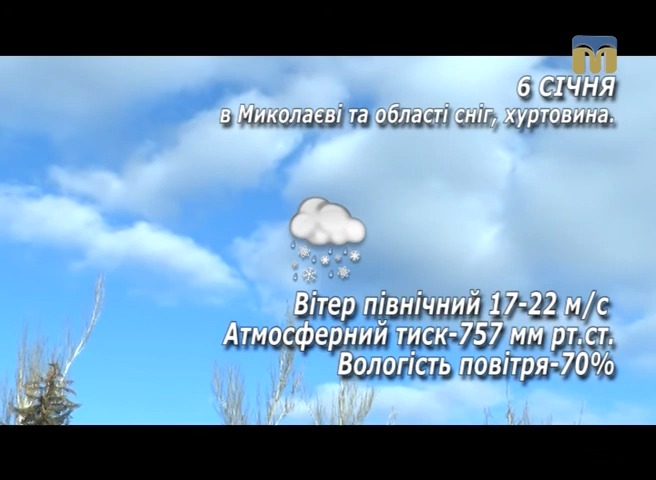 6 СІЧНЯ
в Миколаєві та області сніг, хуртовина.
Вітер північний 17-22 м/с
Атмосферний тиск-757 мм рт.ст.
Вологість повітря-70%